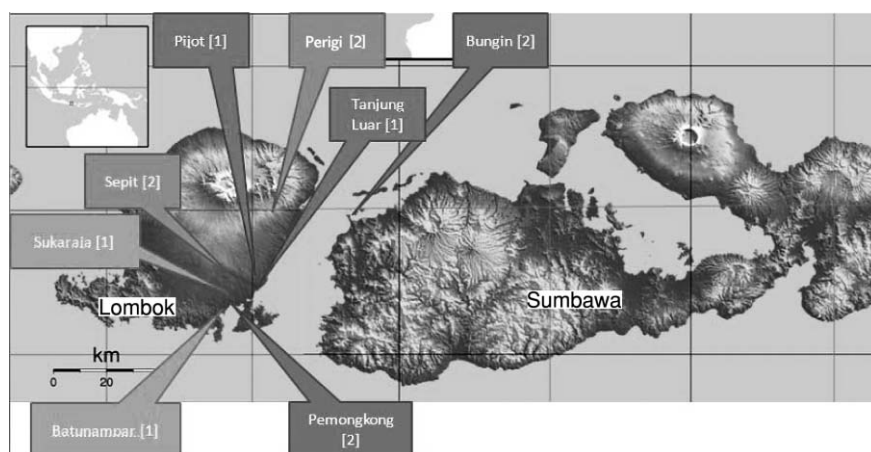 Pijot [1]
Perigi [2]
Bungin [2]
Tanjung
Luar [1]
Sepit [2]
Sukaraja [1]
Lombok
Sumbawa
km
0 20
Batunampar [1]
Pemongkong
[2]